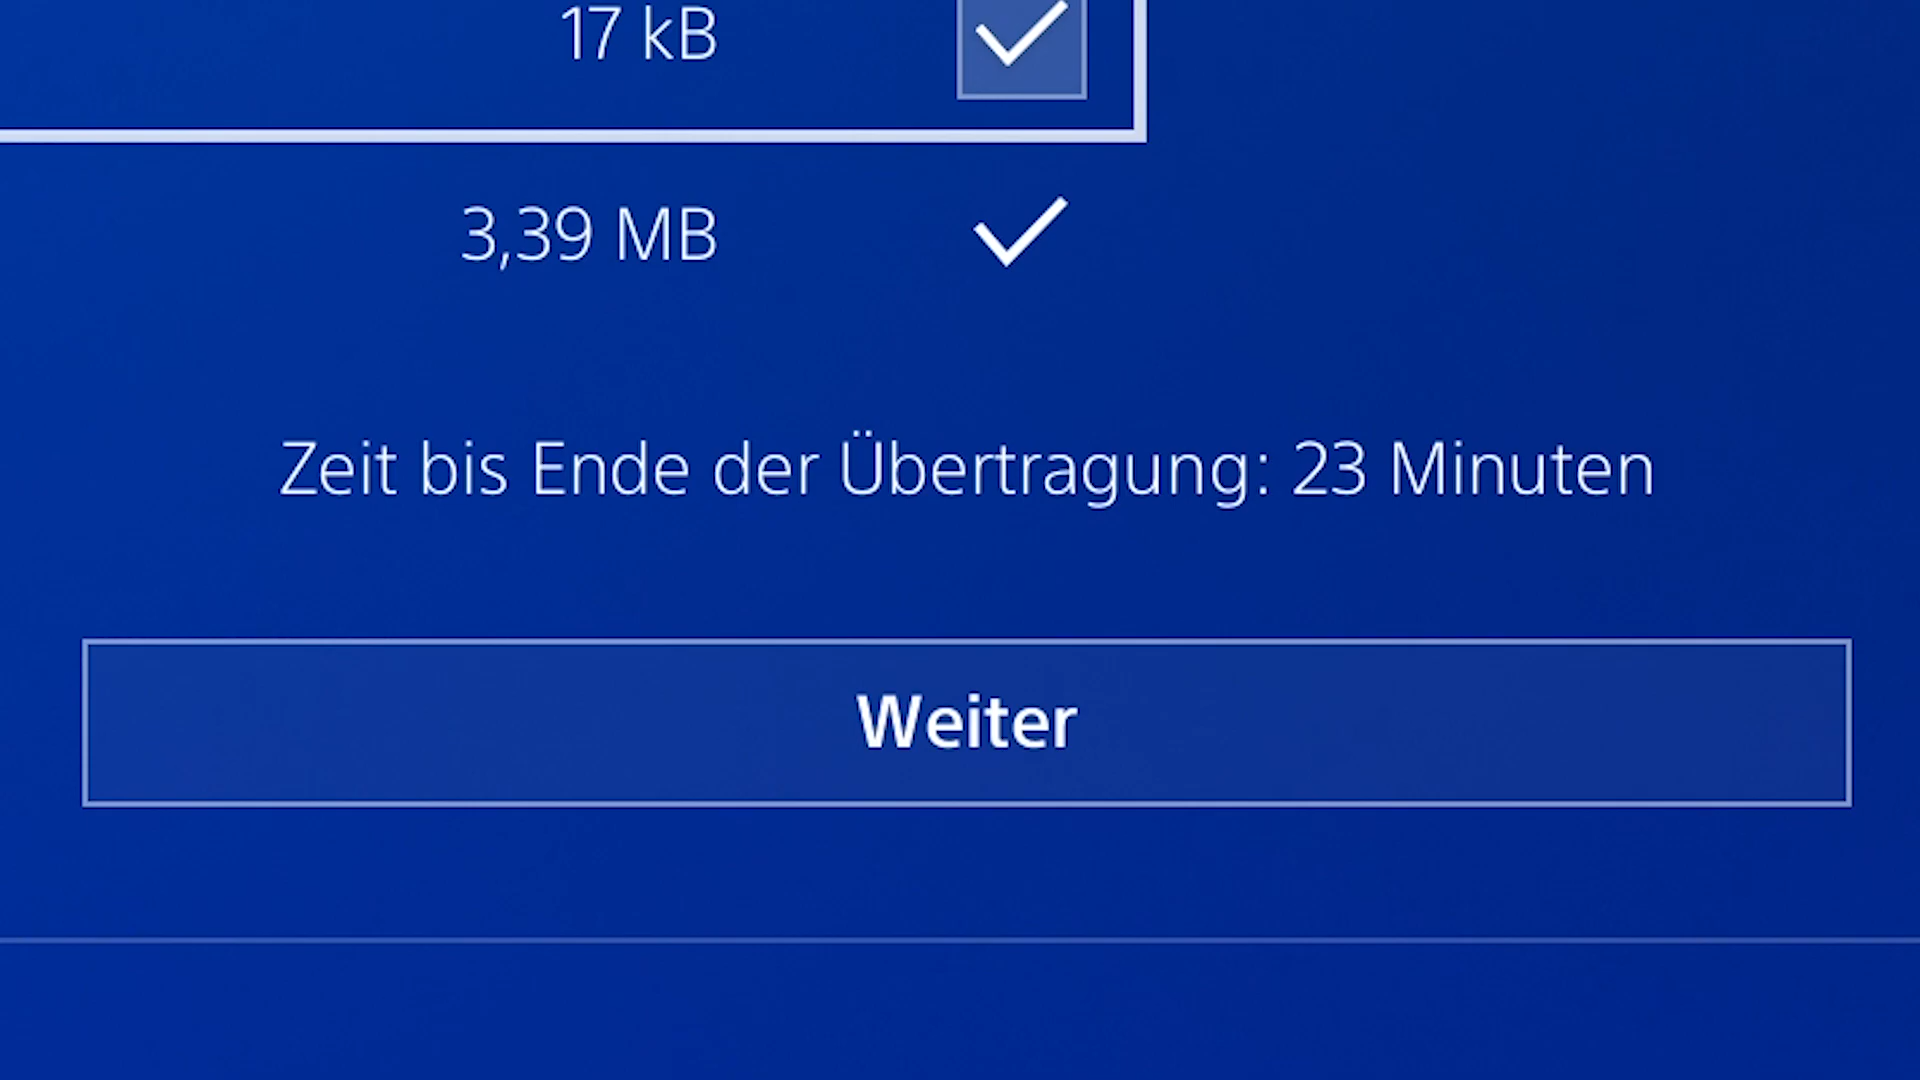 17 kB
3,39 MB
Zeit bis Ende der Übertragung: 23 Minuten
Weiter